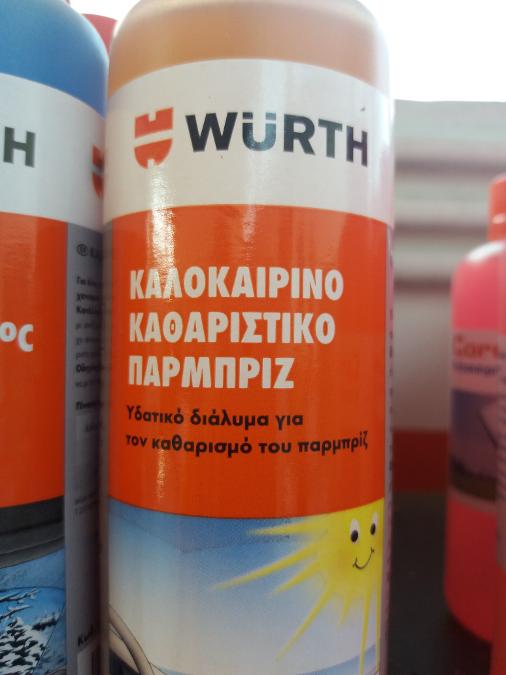 WÜRTH
ΚΑΛΟΚΑΙΡΙΝΟ
ΚΑΘΑΡΙΣΤΙΚΟ
ΠΑΡΜΠΡΙΖ
Υδατικό διάλυμα για
τον καθαρισμό του παρμπρίζ
H
°C